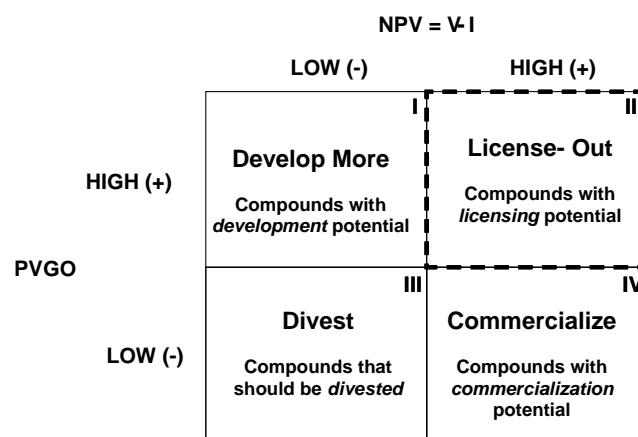 NPV = V- I
LOW (-)
HIGH (+)
I
II
Develop More
License- Out
HIGH (+)
Compounds with
development potential
Compounds with
licensing potential
PVGO
III
IV
Divest
Commercialize
LOW (-)
Compounds that
should be divested
Compounds with
commercialization
potential